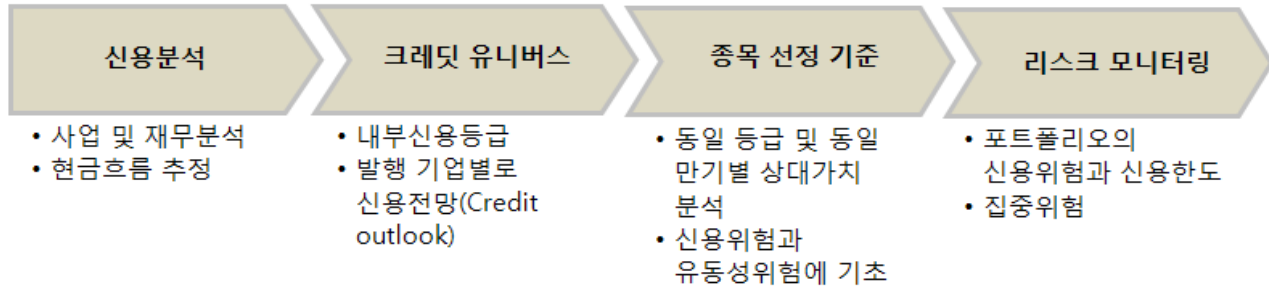 신용분석
• 사업 및 재무분석
• 현금흐름 추정
크레딧 유니버스
• 내부신용등급
• 발행 기업별로
신용전망(Credit
outlook)
종목 선정 기준
• 동일 등급 및 동일
만기별 상대가치
분석
• 신용위험과
유동성위험에 기초
리스크 모니터링
• 포트폴리오의
신용위험과 신용한도
• 집중위험